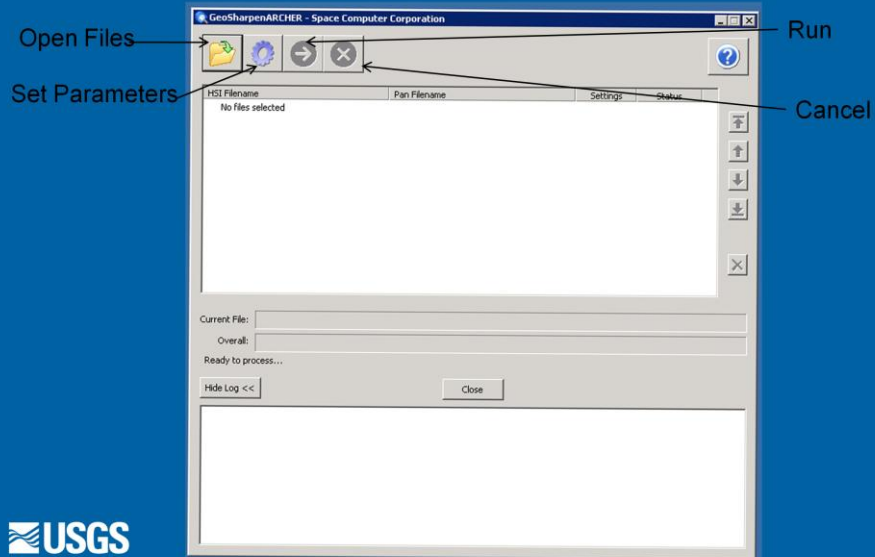 GeoSharpenARCHER - Space Computer Corporation
Open Files
Run
Set Parameters
Cancel
HSI Filename Pan Filename Settings Status
No files selected
Current File:
Overall:
Ready to process...
Hide Log << Close
USGS